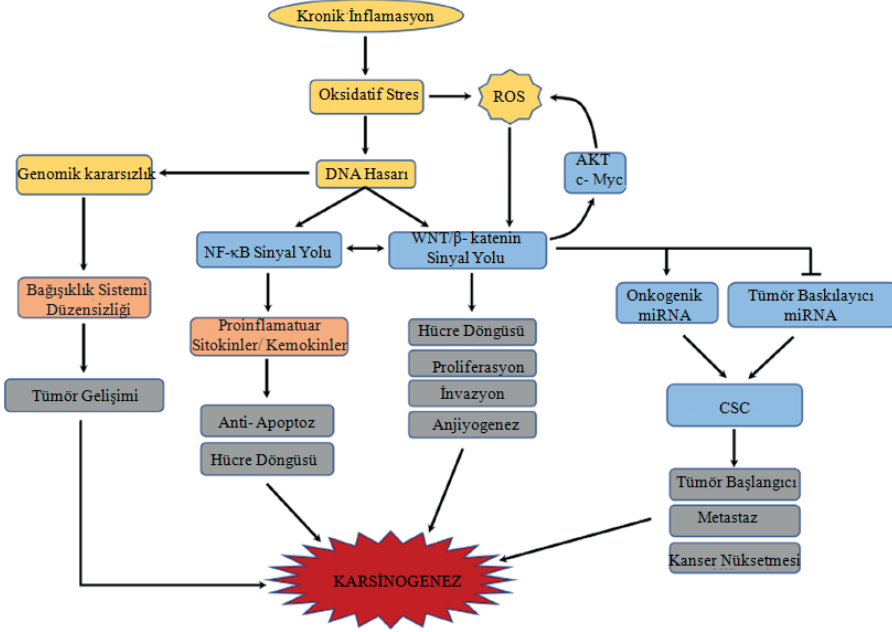 Kronik İnflamasyon
Oksidatif Stres
ROS
AKT
c- Myc
Genomik kararsızlık
DNA Hasarı
NF-κB Sinyal Yolu
WNT/β- katenin
Sinyal Yolu
Bağışıklık Sistemi
Düzensizliği
Proinflamatuar
Sitokinler/ Kemokinler
Hücre Döngüsü
Proliferasyon
İnvazyon
Anjiyogenez
Onkogenik
miRNA
Tümör Baskılayıcı
miRNA
Tümör Gelişimi
Anti- Apoptoz
Hücre Döngüsü
CSC
Tümör Başlangıcı
Metastaz
Kanser Nüksetmesi
KARSİNOGENEZ